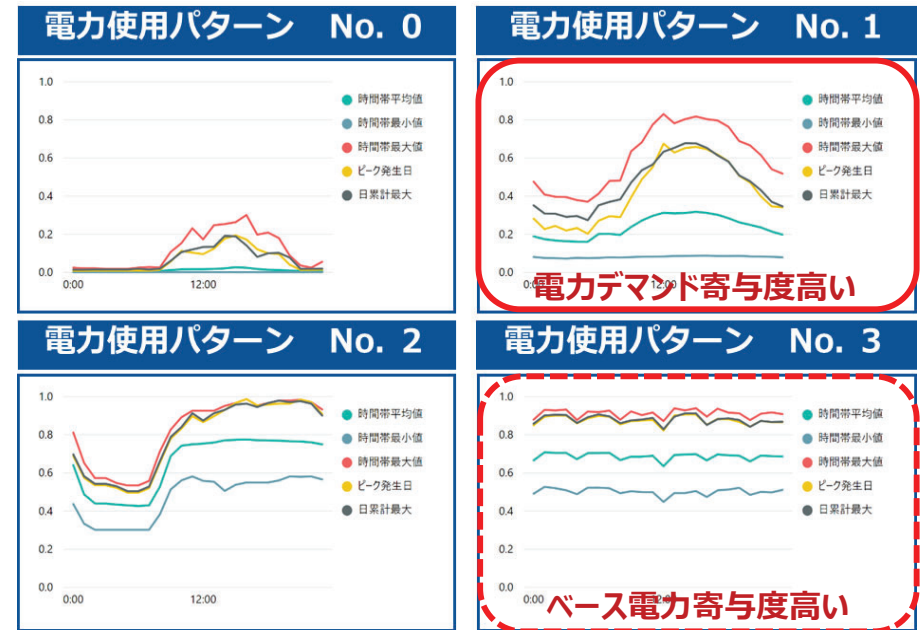 電力使用パターン No. 0
1.0
0.8
0.6
0.4
0.2
0.0
0:00
12:00
時間帯平均値
時間帯最小値
時間帯最大値
ピーク発生日
日累計最大
電力使用パターン No. 1
1.0
0.8
0.6
0.4
0.2
0.0
0:00
12:00
時間帯平均値
時間帯最小値
時間帯最大値
ピーク発生日
日累計最大
電力デマンド寄与度高い
電力使用パターン No. 2
1.0
0.8
0.6
0.4
0.2
0.0
0:00
12:00
時間帯平均値
時間帯最小値
時間帯最大値
ピーク発生日
日累計最大
電力使用パターン No. 3
1.0
0.8
0.6
0.4
0.2
0.0
0:00
時間帯平均値
時間帯最小値
時間帯最大値
ピーク発生日
日累計最大
ベース電力寄与度高い